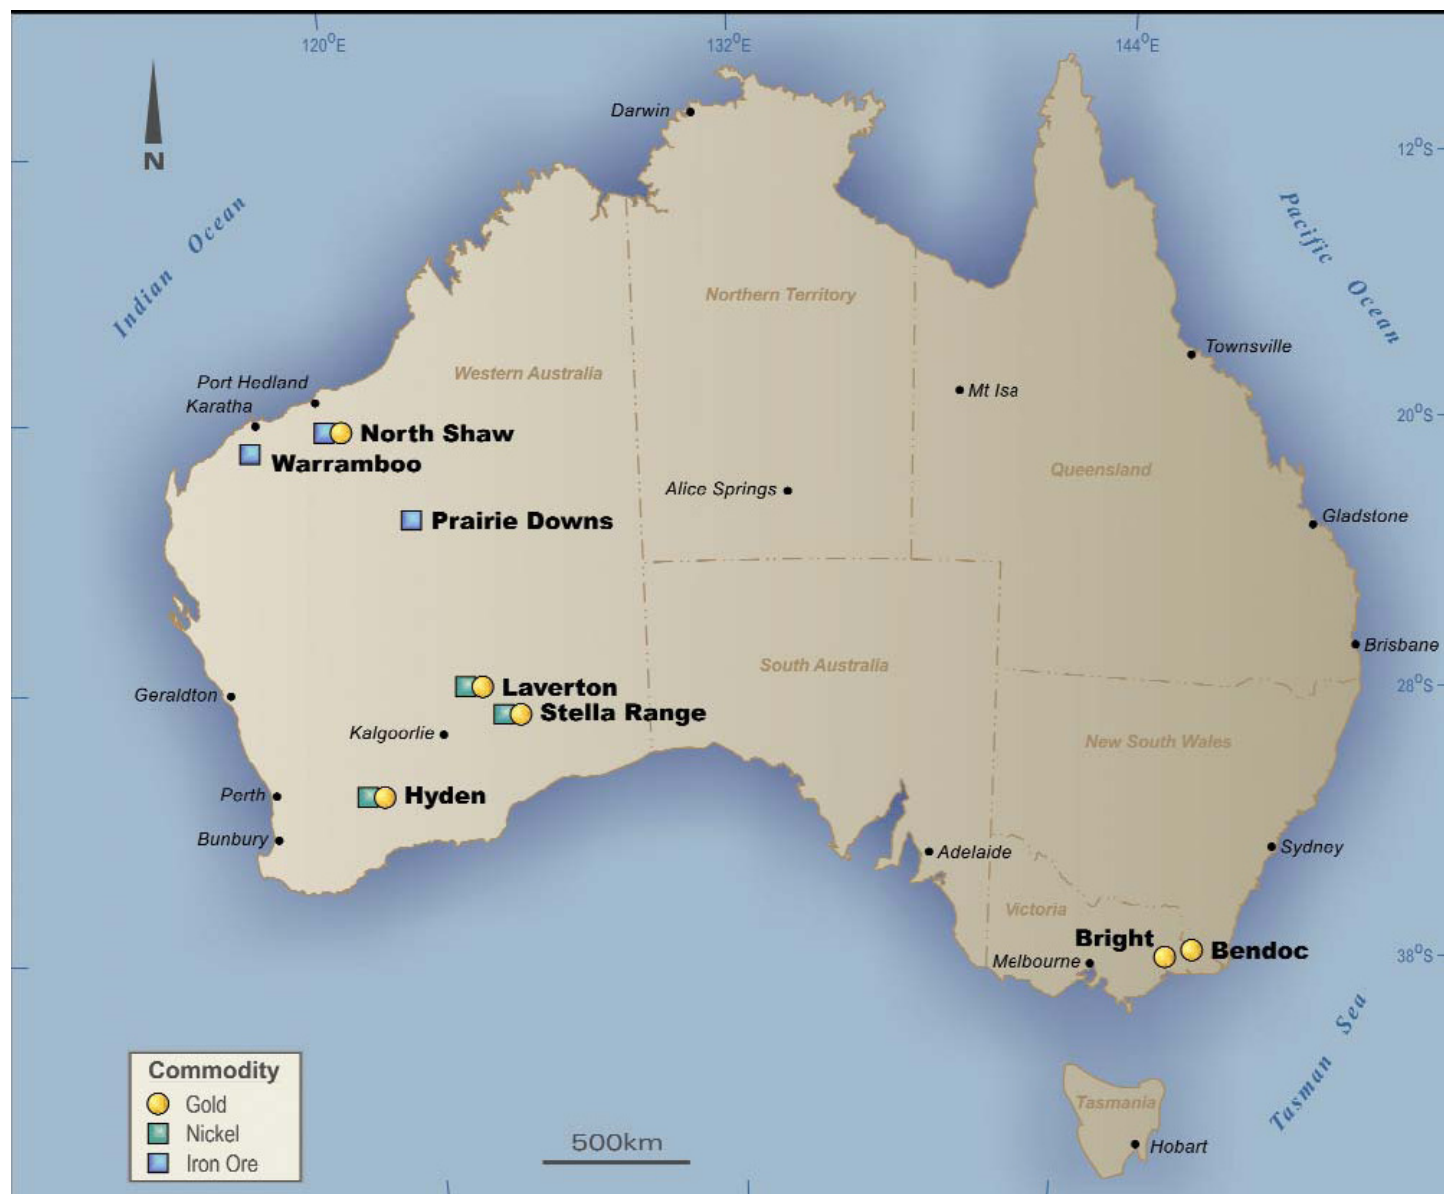 120°E
132°E
144°E
N
Darwin
12°S
Indian Ocean
Pacific Ocean
Northern Territory
Western Australia
Townsville
Port Hedland
Karatha
Mt Isa
20°S
North Shaw
Warramboo
Queensland
Alice Springs
Prairie Downs
Gladstone
Brisbane
South Australia
Laverton
28°S
Geraldton
Stella Range
Kalgoorlie
New South Wales
Perth
Hyden
Bunbury
Adelaide
Sydney
Victoria
Bright
Bendoc
Melbourne
38°S
Tasman Sea
Commodity
Gold
Nickel
Iron Ore
500km
Tasmania
Hobart